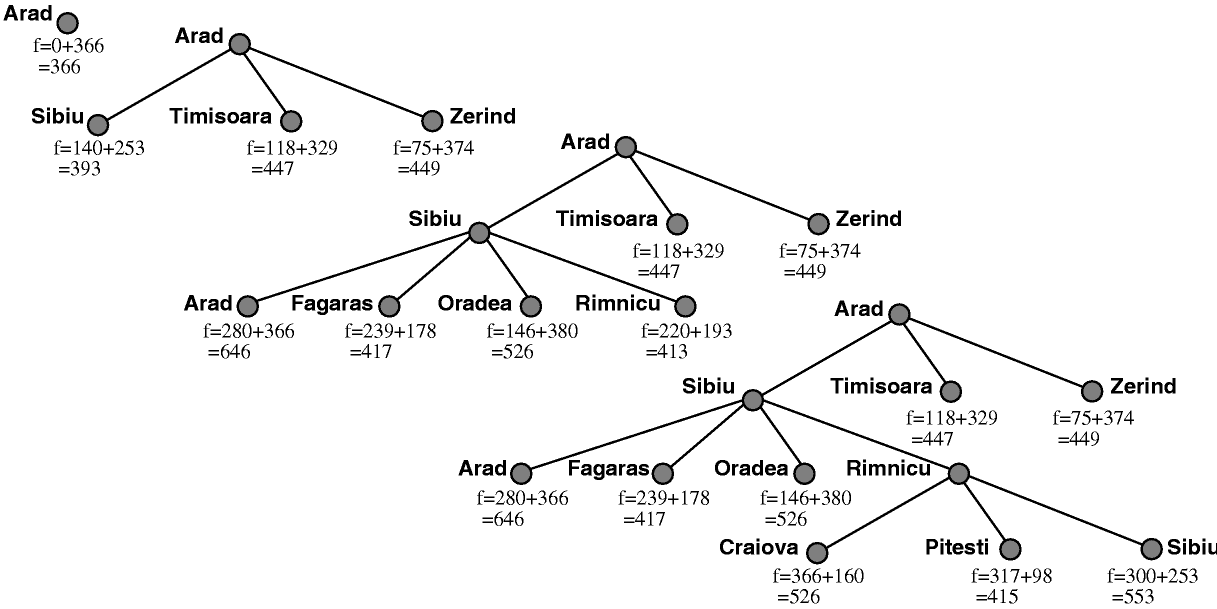 Arad
f=0+366
=366
Arad
Sibiu
Timisoara
Zerind
f=140+253
=393
f=118+329
=447
f=75+374
=449
Arad
Sibiu
Timisoara
Zerind
f=118+329
=447
f=75+374
=449
Arad
Fagaras
Oradea
Rimnicu
f=280+366
=646
f=239+178
=417
f=146+380
=526
f=220+193
=413
Arad
Sibiu
Timisoara
Zerind
f=118+329
=447
f=75+374
=449
Arad
Fagaras
Oradea
Rimnicu
f=280+366
=646
f=239+178
=417
f=146+380
=526
Craiova
Pitesti
Sibiu
f=366+160
=526
f=317+98
=415
f=300+253
=553